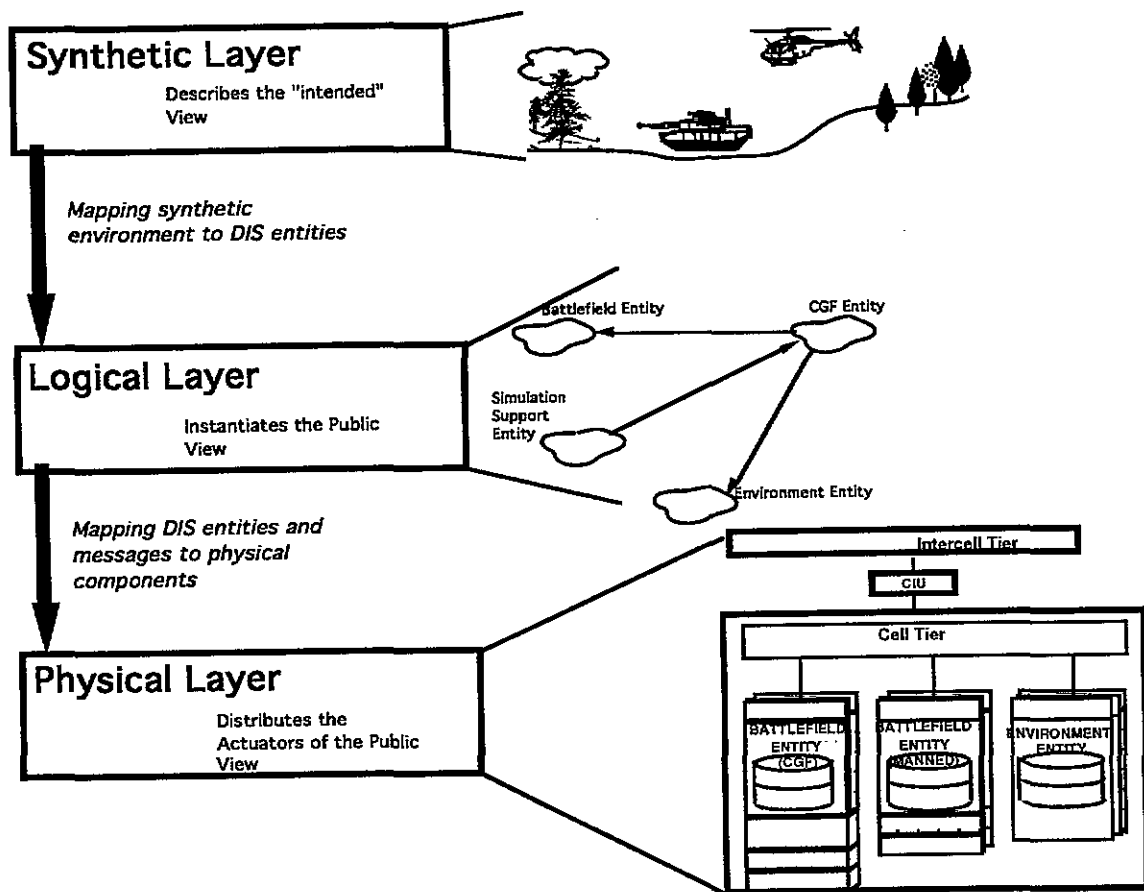 Synthetic Layer
Describes the "intended"
View
Mapping synthetic
environment to DIS entities
Battlefield Entity
CGF Entity
Logical Layer
Instantiates the Public
View
Simulation
Support
Entity
Environment Entity
Mapping DIS entities and
messages to physical
components
Intercell Tier
CIU
Cell Tier
Physical Layer
Distributes the
Actuators of the Public
View
BATTLEFIELD
ENTITY
(CGF)
BATTLEFIELD
ENTITY
(MANNED)
ENVIRONMENT
ENTITY